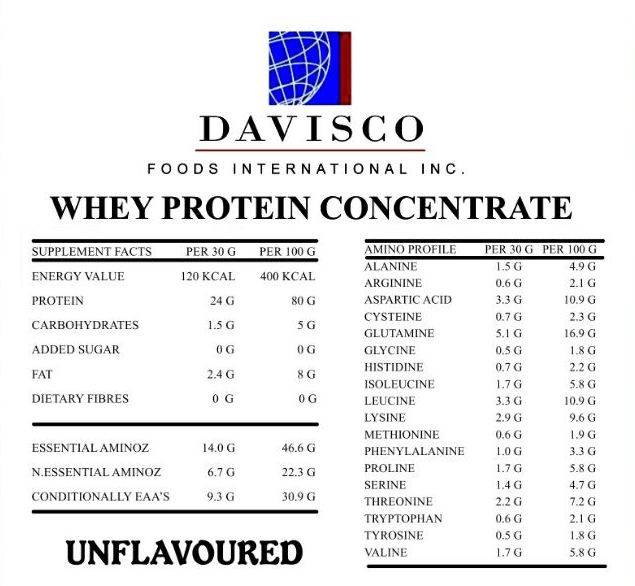 DAVISCO
FOODS INTERNATIONAL INC.
WHEY PROTEIN CONCENTRATE
SUPPLEMENT FACTS PER 30 G PER 100 G
ENERGY VALUE 120 KCAL 400 KCAL
PROTEIN 24 G 80 G
CARBOHYDRATES 1.5 G 5 G
ADDED SUGAR 0 G 0 G
FAT 2.4 G 8 G
DIETARY FIBRES 0 G 0 G
ESSENTIAL AMINOZ 14.0 G 46.6 G
N.ESSENTIAL AMINOZ 6.7 G 22.3 G
CONDITIONALLY EAA'S 9.3 G 30.9 G
UNFLAVOURED
AMINO PROFILE PER 30 G PER 100 G
ALANINE 1.5 G 4.9 G
ARGININE 0.6 G 2.1 G
ASPARTIC ACID 3.3 G 10.9 G
CYSTEINE 0.7 G 2.3 G
GLUTAMINE 5.1 G 16.9 G
GLYCINE 0.5 G 1.8 G
HISTIDINE 0.7 G 2.2 G
ISOLEUCINE 1.7 G 5.8 G
LEUCINE 3.3 G 10.9 G
LYSINE 2.9 G 9.6 G
METHIONINE 0.6 G 1.9 G
PHENYLALANINE 1.0 G 3.3 G
PROLINE 1.7 G 5.8 G
SERINE 1.4 G 4.7 G
THREONINE 2.2 G 7.2 G
TRYPTOPHAN 0.6 G 2.1 G
TYROSINE 0.5 G 1.8 G
VALINE 1.7 G 5.8 G